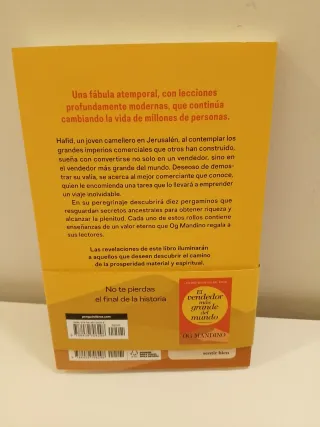 Una fábula atemporal, con lecciones
profundamente modernas, que continúa
cambiando la vida de millones de personas.
Hafid, un joven camellero en Jerusalén, al contemplar los
grandes imperios comerciales que otros han construido,
sueña con convertirse no solo en un vendedor, sino en
el vendedor más grande del mundo. Deseoso de demos-
trar su valía, se acerca al mejor comerciante que conoce,
quien le encomienda una tarea que lo llevará a emprender
un viaje inolvidable.
En su peregrinaje descubrirá diez pergaminos que
resguardan secretos ancestrales para obtener riqueza y
alcanzar la plenitud. Cada uno de estos rollos contiene
enseñanzas de un valor eterno que Og Mandino regala a
sus lectores.
Las revelaciones de este libro iluminarán
a aquellos que deseen descubrir el camino
de la prosperidad material y espiritual.
No te pierdas
el final de la historia
El
vendedor
más
grande del
mundo
OG MANDINO